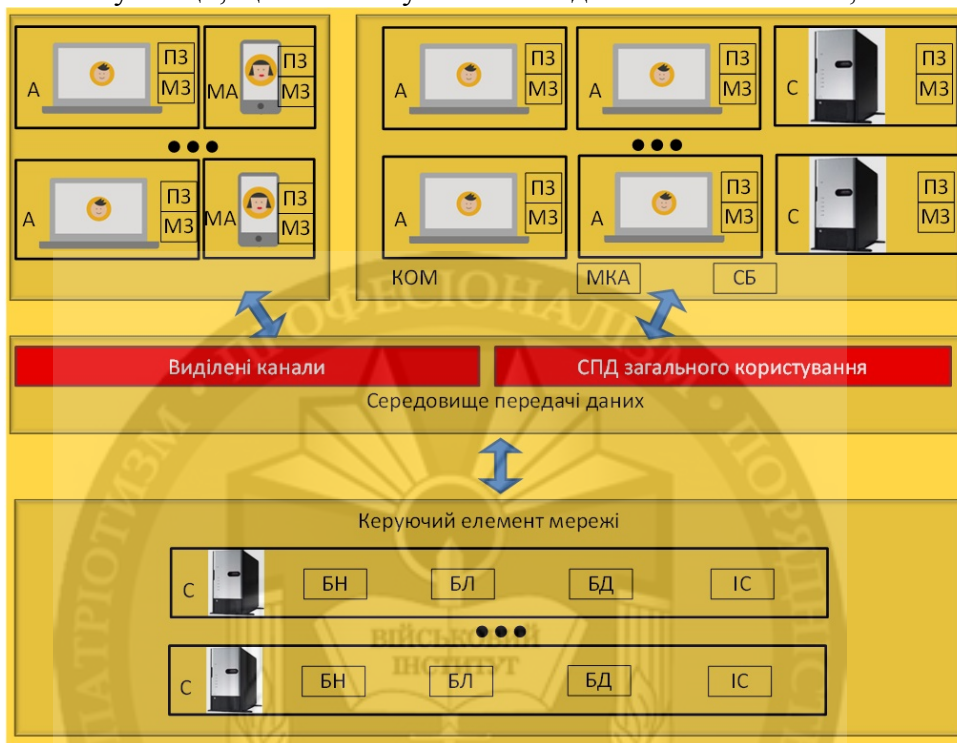 ПЗ
А
МЗ
ПЗ
МА
МЗ
ПЗ
А
МЗ
ПЗ
А
МЗ
ПЗ
С
МЗ
ПЗ
А
МЗ
ПЗ
МА
МЗ
ПЗ
А
МЗ
ПЗ
А
МЗ
ПЗ
С
МЗ
КОМ
МКА
СБ
Виділені канали
СПД загального користування
Середовище передачі даних
Керуючий елемент мережі
С БН БЛ БД ІС
С БН БЛ БД ІС
ПАТРІОТИЗМ · ПРОФЕСІОНАЛІЗМ ·
ВІЙСЬКОВИЙ
ІНСТИТУТ